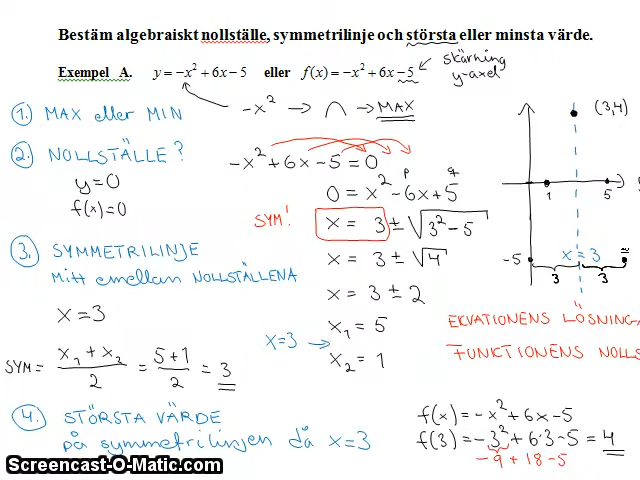 Bestäm algebraiskt nollställe, symmetrilinje och största eller minsta värde.
Exempel A. y = −x² + 6x − 5 eller f(x) = −x² + 6x − 5
skärning
y-axel
1. MAX eller MIN
−x² → ∩ → MAX
2. NOLLSTÄLLE?
y=0
f(x)=0
−x²+6x−5=0
p q
0 = x²−6x+5
SYM!
x = 3 ± √3²−5
x = 3 ± √4
x = 3 ± 2
x₁ = 5
x=3 →
x₂ = 1
3. SYMMETRILINJE
Mitt emellan NOLLSTÄLLENA
x=3
SYM = x₁ + x₂ / 2 = 5+1 / 2 = 3
4. STÖRSTA VÄRDE
på symmetrilinjen då x=3
(3,4)
1 5
x=3
−5
3 3
EKVATIONENS LÖSNING
FUNKTIONENS NOLLS
f(x) = −x²+6x−5
f(3) = −3²+6·3−5 = 4
−9 + 18 −5
Screencast-O-Matic.com